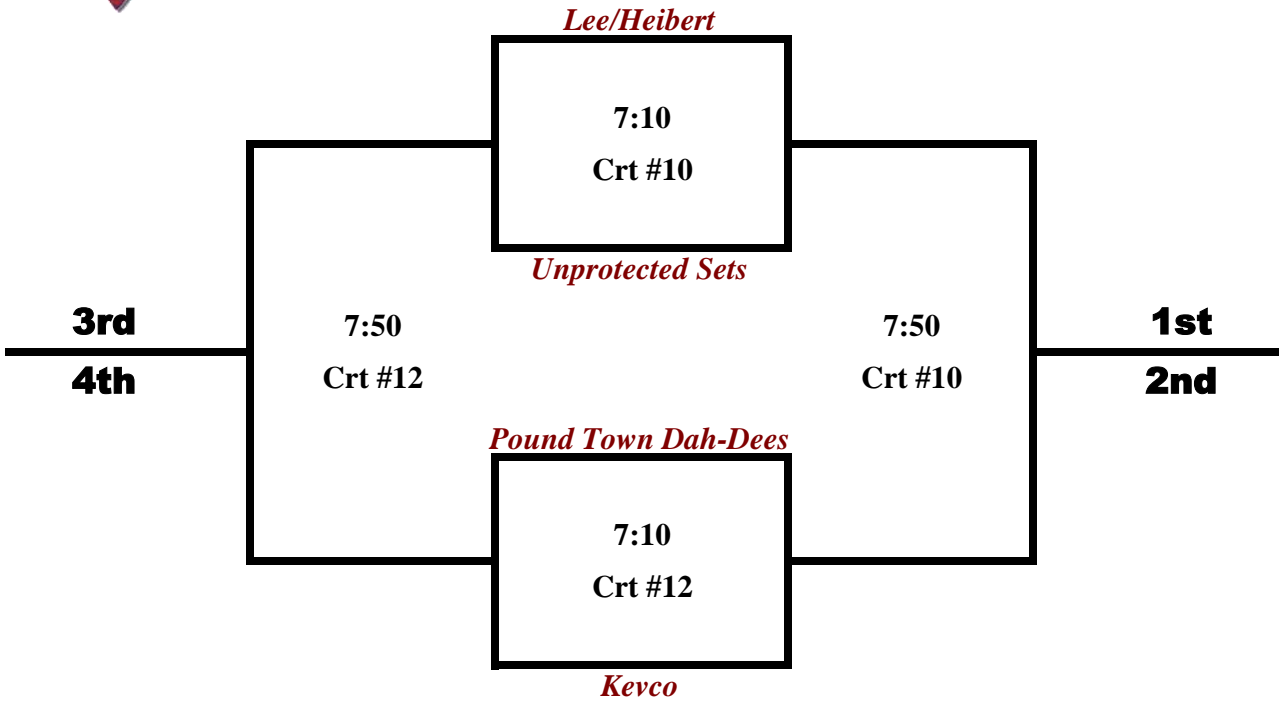 Lee/Heibert
7:10
Crt #10
Unprotected Sets
3rd
4th
7:50
Crt #12
7:50
Crt #10
1st
2nd
Pound Town Dah-Dees
7:10
Crt #12
Kevco